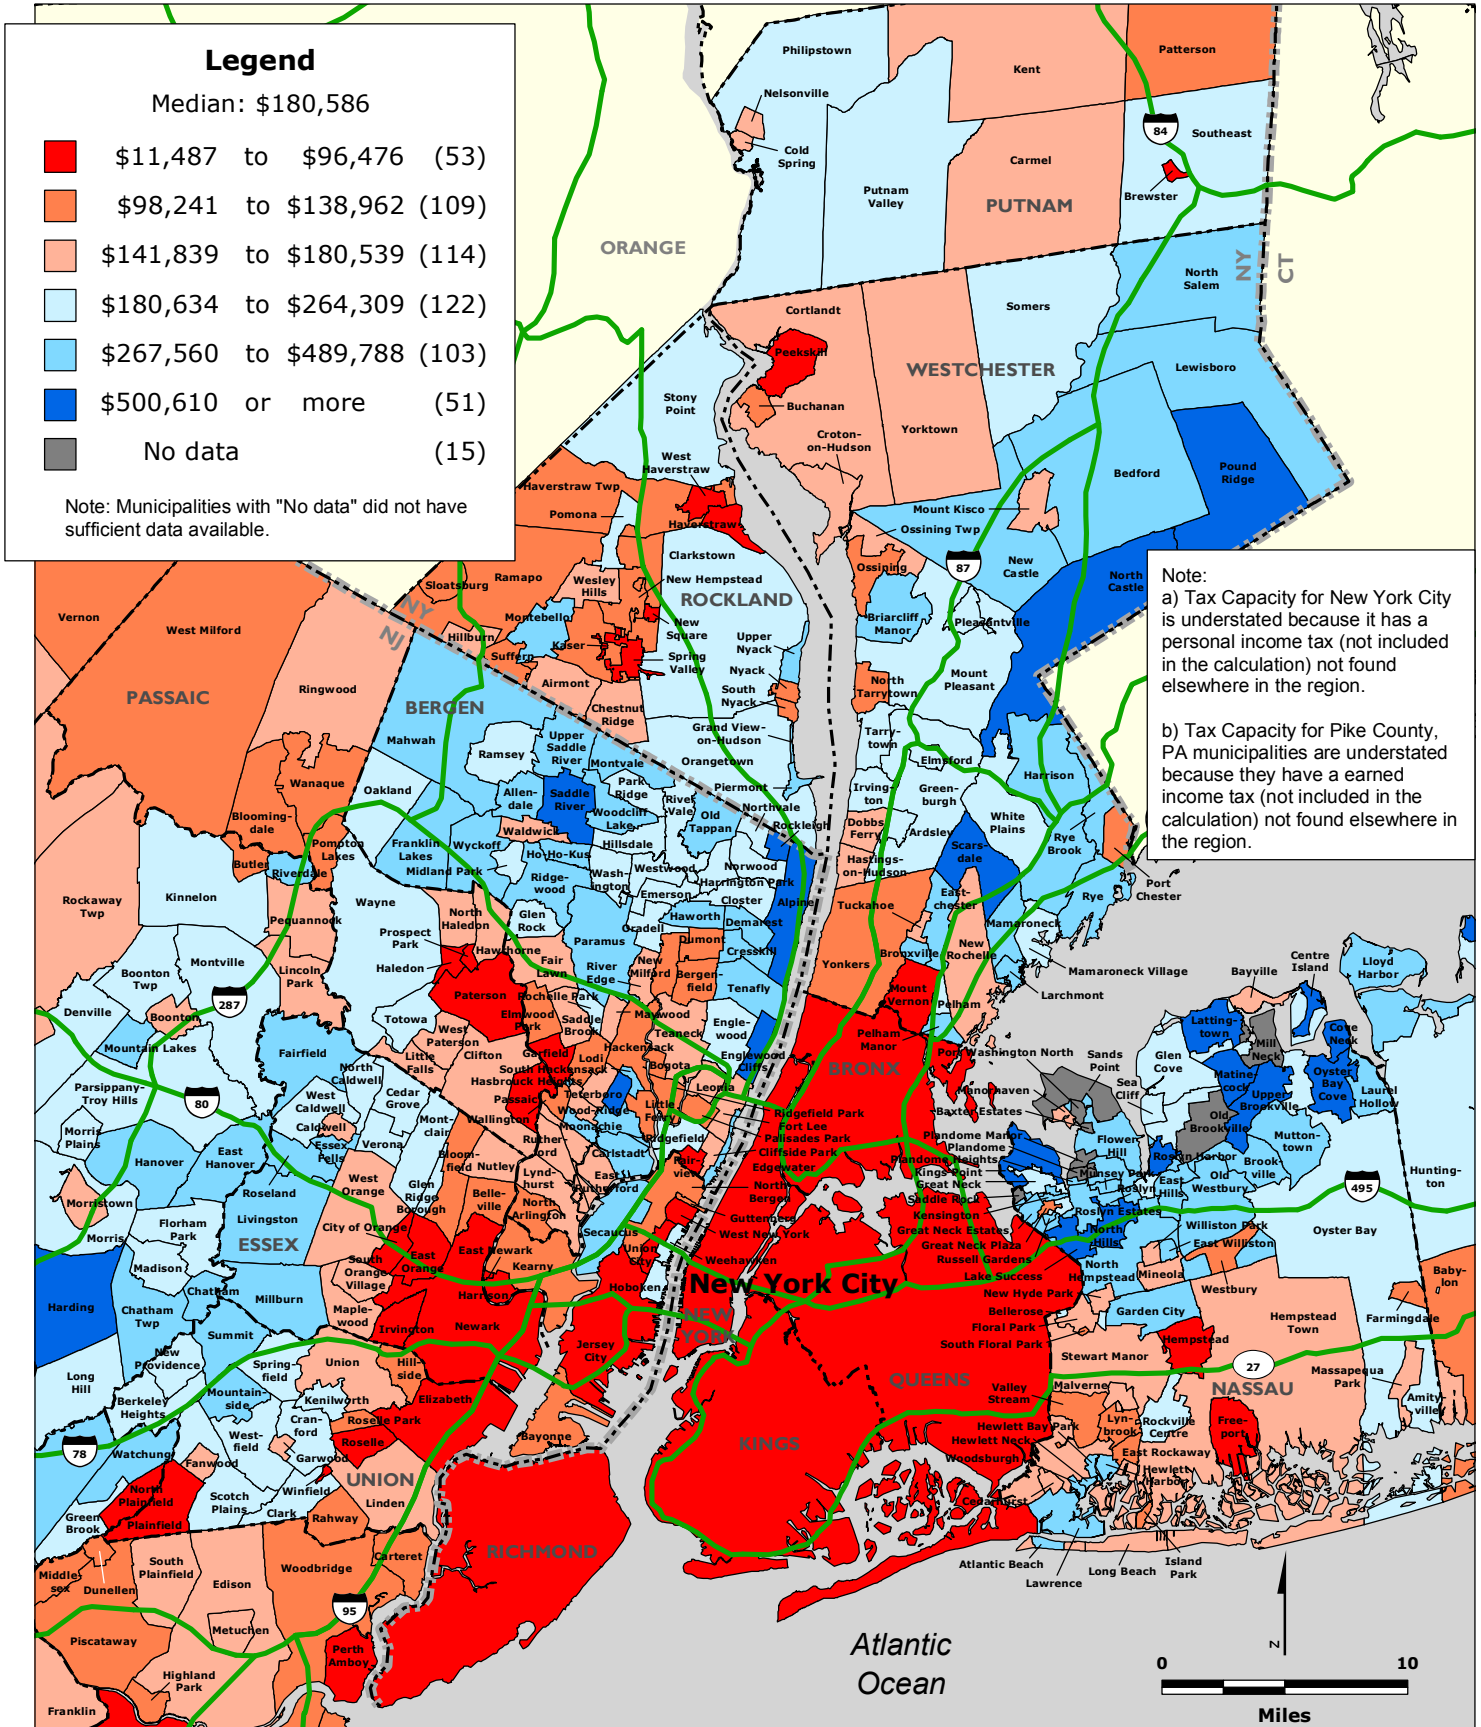 Legend
Median: $180,586
$11,487 to $96,476 (53)
$98,241 to $138,962 (109)
$141,839 to $180,539 (114)
$180,634 to $264,309 (122)
$267,560 to $489,788 (103)
$500,610 or more (51)
No data (15)
Note: Municipalities with "No data" did not have
sufficient data available.
Philipstown
Kent
Patterson
Nelsonville
Cold
Spring
Putnam
Valley
Carmel
PUTNAM
84
Southeast
Brewster
ORANGE
NY
CT
North
Salem
Cortlandt
Somers
Peekskill
WESTCHESTER
Lewisboro
Stony
Point
Buchanan
Croton-
on-Hudson
Yorktown
Bedford
Pound
Ridge
West
Haverstraw
Haverstraw Twp
Pomona
Haverstraw
Mount Kisco
Ossining Twp
Clarkstown
Ossining
87
New
Castle
North
Castle
Note:
a) Tax Capacity for New York City
is understated because it has a
personal income tax (not included
in the calculation) not found
elsewhere in the region.
b) Tax Capacity for Pike County,
PA municipalities are understated
because they have a earned
income tax (not included in the
calculation) not found elsewhere in
the region.
Sloatsburg
Ramapo
Wesley
Hills
New Hempstead
ROCKLAND
NY
NJ
Montebello
New
Square
Briarcliff
Manor
Pleasantville
Vernon
West Milford
Hillburn
Suffern
Kaser
Spring
Valley
Upper
Nyack
Nyack
South
Nyack
North
Tarrytown
Mount
Pleasant
PASSAIC
Ringwood
Airmont
Chestnut
Ridge
BERGEN
Mahwah
Grand View-
on-Hudson
Orangetown
Tarry-
town
Elmsford
Ramsey
Upper
Saddle
River
Montvale
Piermont
Harrison
Wanaque
Oakland
Allen-
dale
Saddle
River
Park
Ridge
Woodcliff
Lake
River
Vale
Old
Tappan
Northvale
Rockleigh
Irving-
ton
Green-
burgh
Dobbs
Ferry
Ardsley
White
Plains
Rye
Brook
Blooming-
dale
Pompton
Lakes
Butler
Riverdale
Franklin
Lakes
Wyckoff
Midland Park
Waldwick
Ho-Ho-Kus
Hillsdale
Hastings-
on-Hudson
Scars-
dale
Port
Chester
Ridge-
wood
Wash-
ington
Westwood
Emerson
Norwood
Harrington Park
Closter
Alpine
Rockaway
Twp
Kinnelon
Wayne
Tuckahoe
East-
chester
Rye
Pequannock
Prospect
Park
North
Haledon
Glen
Rock
Oradell
Haworth
Demarest
Mamaroneck
Hawthorne
Haledon
Paramus
Dumont
Cresskill
New
Rochelle
Bronxville
Yonkers
Mamaroneck Village
Larchmont
Boonton
Twp
Montville
Lincoln
Park
Fair
Lawn
River
Edge
New
Milford
Bergen-
field
Tenafly
Mount
Vernon
Pelham
Bayville
Centre
Island
Lloyd
Harbor
287
Denville
Boonton
Totowa
Paterson
Rochelle Park
Elmwood
Park
Saddle
Brook
Maywood
Teaneck
Engle-
wood
Pelham
Manor
Latting-
town
Mill
Neck
Cove
Neck
Mountain Lakes
Fairfield
North
Caldwell
West
Paterson
Little
Falls
Clifton
Garfield
Lodi
Hackensack
South Hackensack
Hasbrouck Heights
Bogota
Englewood
Cliffs
BRONX
Port Washington North
Sands
Point
Sea
Cliff
Glen
Cove
Matine-
cock
Oyster
Bay
Cove
Laurel
Hollow
Upper
Brookville
Parsippany-
Troy Hills
80
West
Caldwell
Cedar
Grove
Passaic
Teterboro
Leonia
Manorhaven
Baxter Estates
Old
Brookville
Caldwell
Mont-
clair
Wallington
Wood-Ridge
Moonachie
Little
Ferry
Ridgefield Park
Fort Lee
Palisades Park
Cliffside Park
Edgewater
Plandome Manor
Plandome
Plandome Heights
Flower
Hill
Mutton-
town
Morris
Plains
Hanover
East
Hanover
Essex
Fells
Verona
Bloom-
field
Nutley
Ruther-
ford
Carlstadt
Ridgefield
Fair-
view
Kings Point
Great Neck
Munsey Park
Roslyn Harbor
Brook-
ville
Roseland
West
Orange
Glen
Ridge
Borough
Lynd-
hurst
East
Rutherford
North
Bergen
Saddle Rock
Kensington
Roslyn
East
Hills
Old
Westbury
495
Hunting-
ton
Morristown
Livingston
Belle-
ville
North
Arlington
Guttenberg
West New York
Great Neck Estates
Roslyn Estates
Florham
Park
City of Orange
Secaucus
Union
City
Great Neck Plaza
North
Hills
Williston Park
East Williston
Oyster Bay
Morris
ESSEX
South
Orange
Village
East
Orange
East Newark
Kearny
Weehawken
Russell Gardens
Madison
Hoboken
New York City
Lake Success
North
Hempstead
Mineola
Baby-
lon
Harding
Chatham
Chatham
Twp
Millburn
Maple-
wood
Harrison
New Hyde Park
Westbury
Summit
Irvington
Newark
NEW
YORK
Bellerose
Floral Park
South Floral Park
Garden City
Hempstead
Hempstead
Town
Farmingdale
New
Providence
Spring-
field
Union
Hill-
side
Jersey
City
Stewart Manor
27
Long
Hill
Berkeley
Heights
Mountain-
side
Kenilworth
Elizabeth
QUEENS
Valley
Stream
Malverne
NASSAU
Massapequa
Park
Cran-
ford
Roselle Park
Roselle
Hewlett Bay Park
Hewlett Neck
Woodsburgh
Lyn-
brook
Rockville
Centre
Free-
port
Amity-
ville
78
Watchung
West-
field
Garwood
Bayonne
KINGS
East Rockaway
Hewlett
Harbor
Fanwood
UNION
North
Plainfield
Scotch
Plains
Winfield
Cedarhurst
Green
Brook
Plainfield
Clark
Linden
Rahway
RICHMOND
Atlantic Beach
Lawrence
Long Beach
Island
Park
Middle-
sex
Dunellen
South
Plainfield
Edison
Woodbridge
Carteret
95
Piscataway
Metuchen
Perth
Amboy
Highland
Park
Franklin
Atlantic
Ocean
N
0 10
Miles